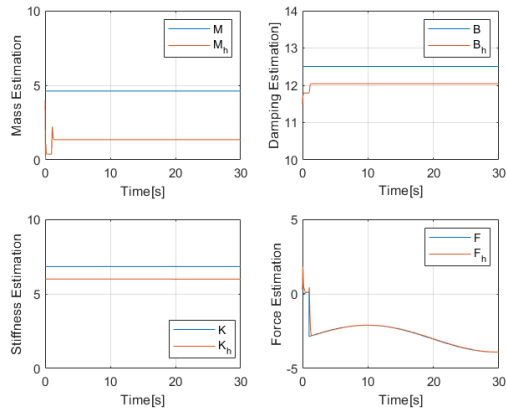 10
5
0
Mass Estimation
M
M_h
0 10 20 30
Time[s]
14
13
12
11
10
Damping Estimation]
B
B_h
0 10 20 30
Time[s]
10
5
0
Stiffness Estimation
K
K_h
0 10 20 30
Time[s]
5
0
-5
Force Estimation
F
F_h
0 10 20 30
Time[s]